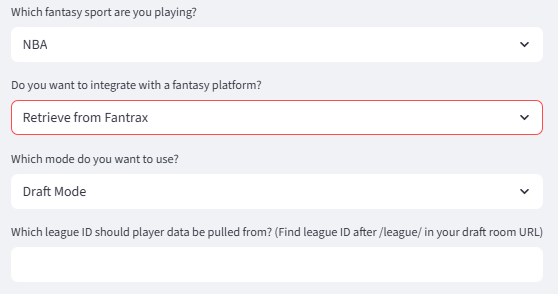 Which fantasy sport are you playing?
NBA
Do you want to integrate with a fantasy platform?
Retrieve from Fantrax
Which mode do you want to use?
Draft Mode
Which league ID should player data be pulled from? (Find league ID after /league/ in your draft room URL)